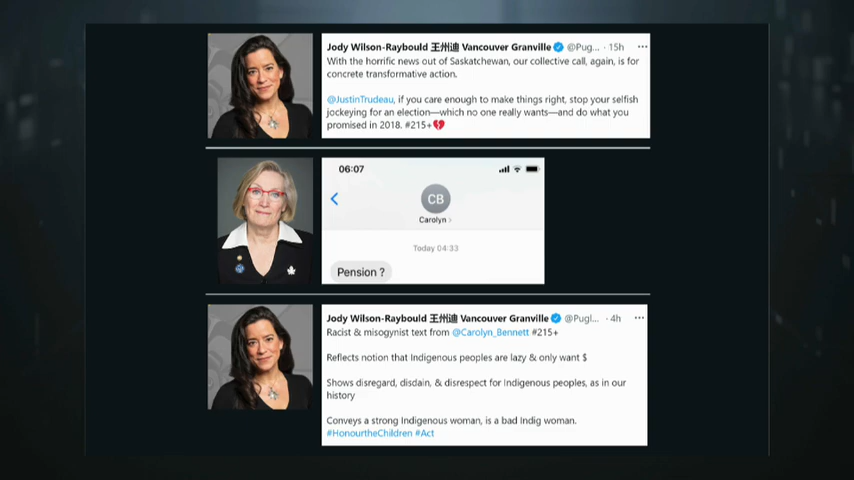 Jody Wilson-Raybould 王州迪 Vancouver Granville @Pug... · 15h ...
With the horrific news out of Saskatchewan, our collective call, again, is for
concrete transformative action.
@JustinTrudeau, if you care enough to make things right, stop your selfish
jockeying for an election—which no one really wants—and do what you
promised in 2018. #215+💔
06:07
CB
Carolyn >
Today 04:33
Pension ?
Jody Wilson-Raybould 王州迪 Vancouver Granville @Pugl... · 4h ...
Racist & misogynist text from @Carolyn_Bennett #215+
Reflects notion that Indigenous peoples are lazy & only want $
Shows disregard, disdain, & disrespect for Indigenous peoples, as in our
history
Conveys a strong Indigenous woman, is a bad Indig woman.
#HonourtheChildren #Act